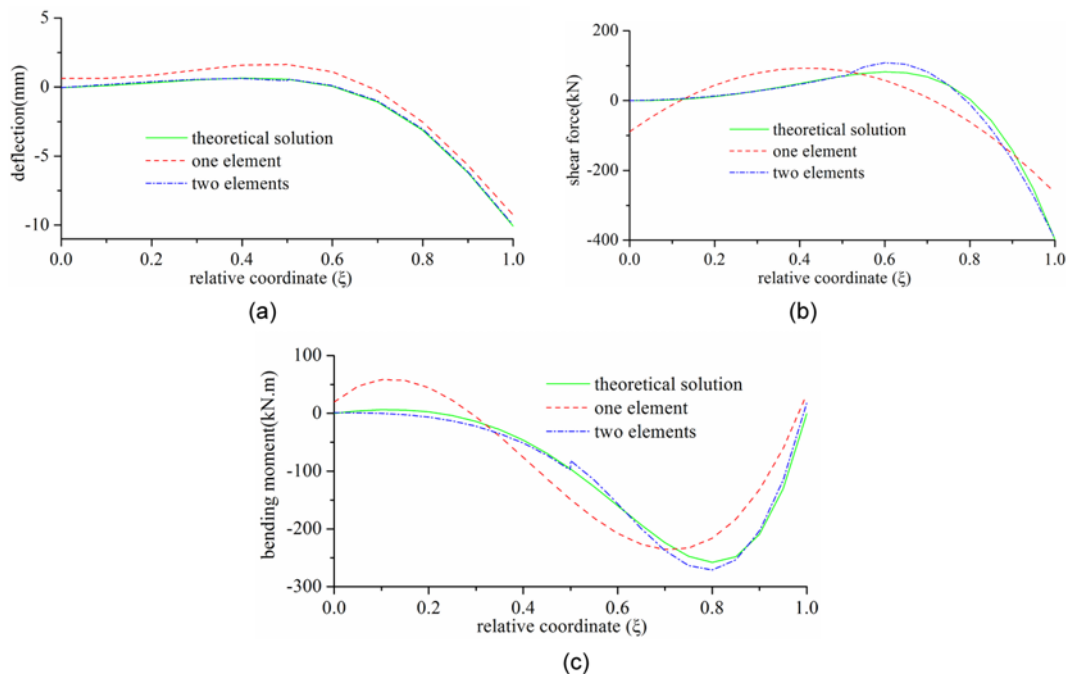 deflection(mm)
5
0
-5
-10
theoretical solution
one element
two elements
0.0 0.2 0.4 0.6 0.8 1.0
relative coordinate (ξ)
(a)
shear force(kN)
200
0
-200
-400
theoretical solution
one element
two elements
0.0 0.2 0.4 0.6 0.8 1.0
relative coordinate (ξ)
(b)
bending moment(kN.m)
100
0
-100
-200
-300
theoretical solution
one element
two elements
0.0 0.2 0.4 0.6 0.8 1.0
relative coordinate (ξ)
(c)